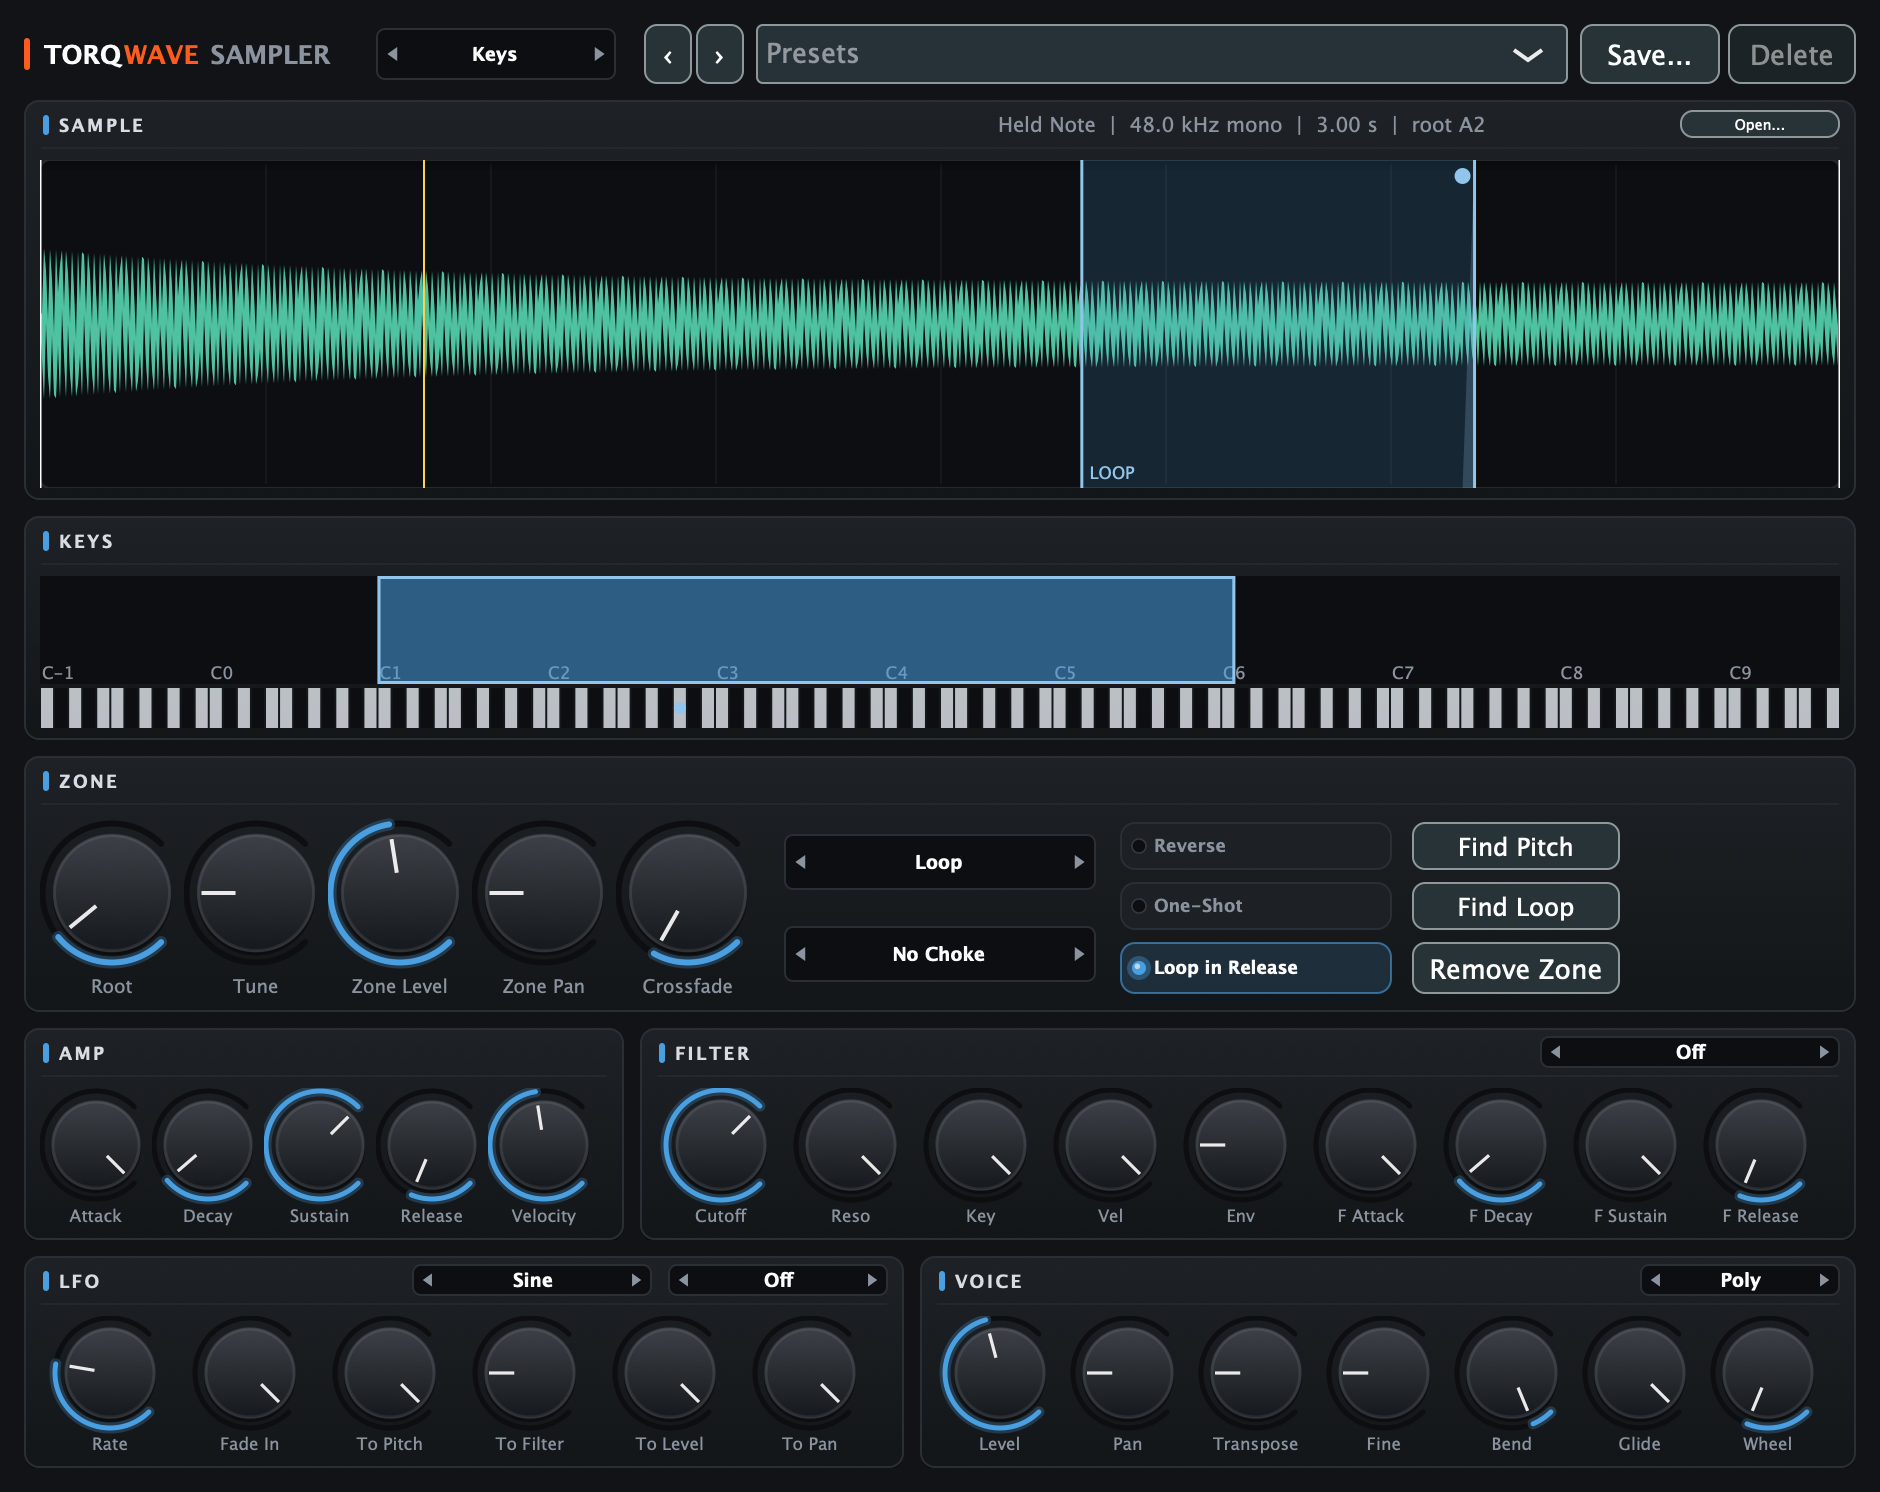 TORQWAVE SAMPLER
Keys
‹
›
Presets
Save...
Delete
SAMPLE
Held Note | 48.0 kHz mono | 3.00 s | root A2
Open...
LOOP
KEYS
C-1 C0 C1 C2 C3 C4 C5 C6 C7 C8 C9
ZONE
Root Tune Zone Level Zone Pan Crossfade
Loop
No Choke
Reverse
One-Shot
Loop in Release
Find Pitch
Find Loop
Remove Zone
AMP
Attack Decay Sustain Release Velocity
FILTER
Off
Cutoff Reso Key Vel Env F Attack F Decay F Sustain F Release
LFO
Sine
Off
Rate Fade In To Pitch To Filter To Level To Pan
VOICE
Poly
Level Pan Transpose Fine Bend Glide Wheel